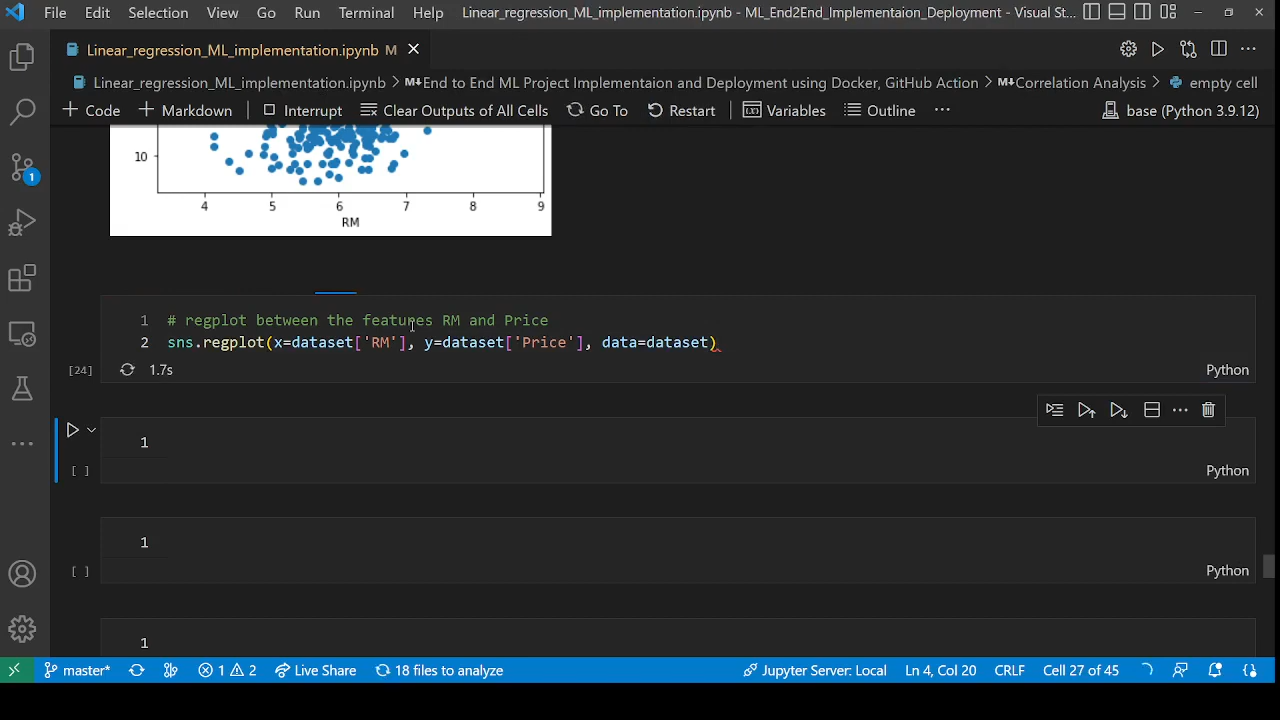 File Edit Selection View Go Run Terminal Help Linear_regression_ML_implementation.ipynb - ML_End2End_Implementaion_Deployment - Visual St...
Linear_regression_ML_implementation.ipynb M
Linear_regression_ML_implementation.ipynb > M↓End to End ML Project Implementaion and Deployment using Docker, GitHub Action > M↓Correlation Analysis > empty cell
+ Code + Markdown Interrupt Clear Outputs of All Cells Go To Restart Variables Outline ... base (Python 3.9.12)
10
4 5 6 7 8 9
RM
1 # regplot between the features RM and Price
2 sns.regplot(x=dataset['RM'], y=dataset['Price'], data=dataset)
[24] 1.7s Python
1
[ ] Python
1
[ ] Python
1
master* 1 2 Live Share 18 files to analyze Jupyter Server: Local Ln 4, Col 20 CRLF Cell 27 of 45